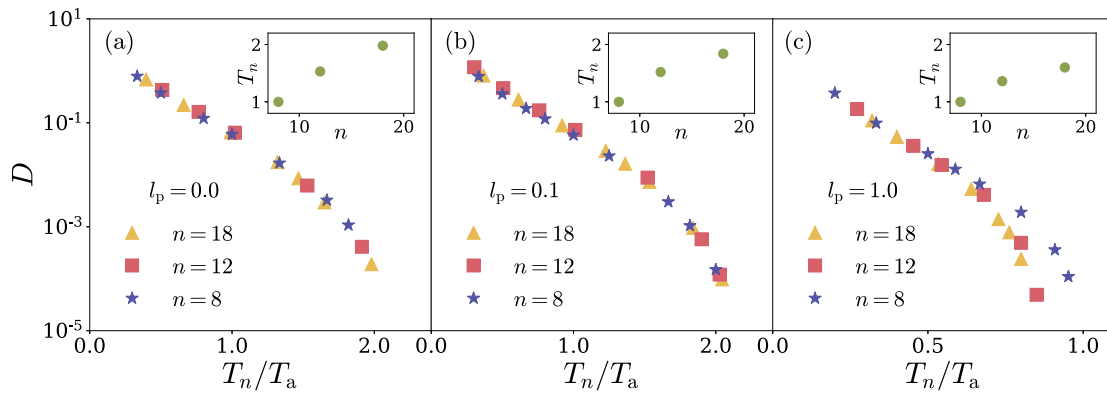 D
10^1
10^-1
10^-3
10^-5
(a)
T_n
2
1
10
20
n
l_p = 0.0
n = 18
n = 12
n = 8
0.0
1.0
2.0
T_n/T_a
(b)
T_n
2
1
10
20
n
l_p = 0.1
n = 18
n = 12
n = 8
0.0
1.0
2.0
T_n/T_a
(c)
T_n
2
1
10
20
n
l_p = 1.0
n = 18
n = 12
n = 8
0.0
0.5
1.0
T_n/T_a